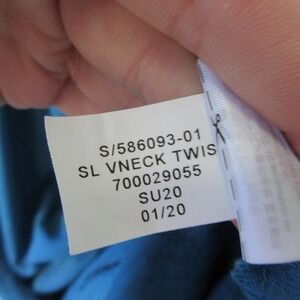 S/586093-01
SL VNECK TWIS
700029055
SU20
01/20